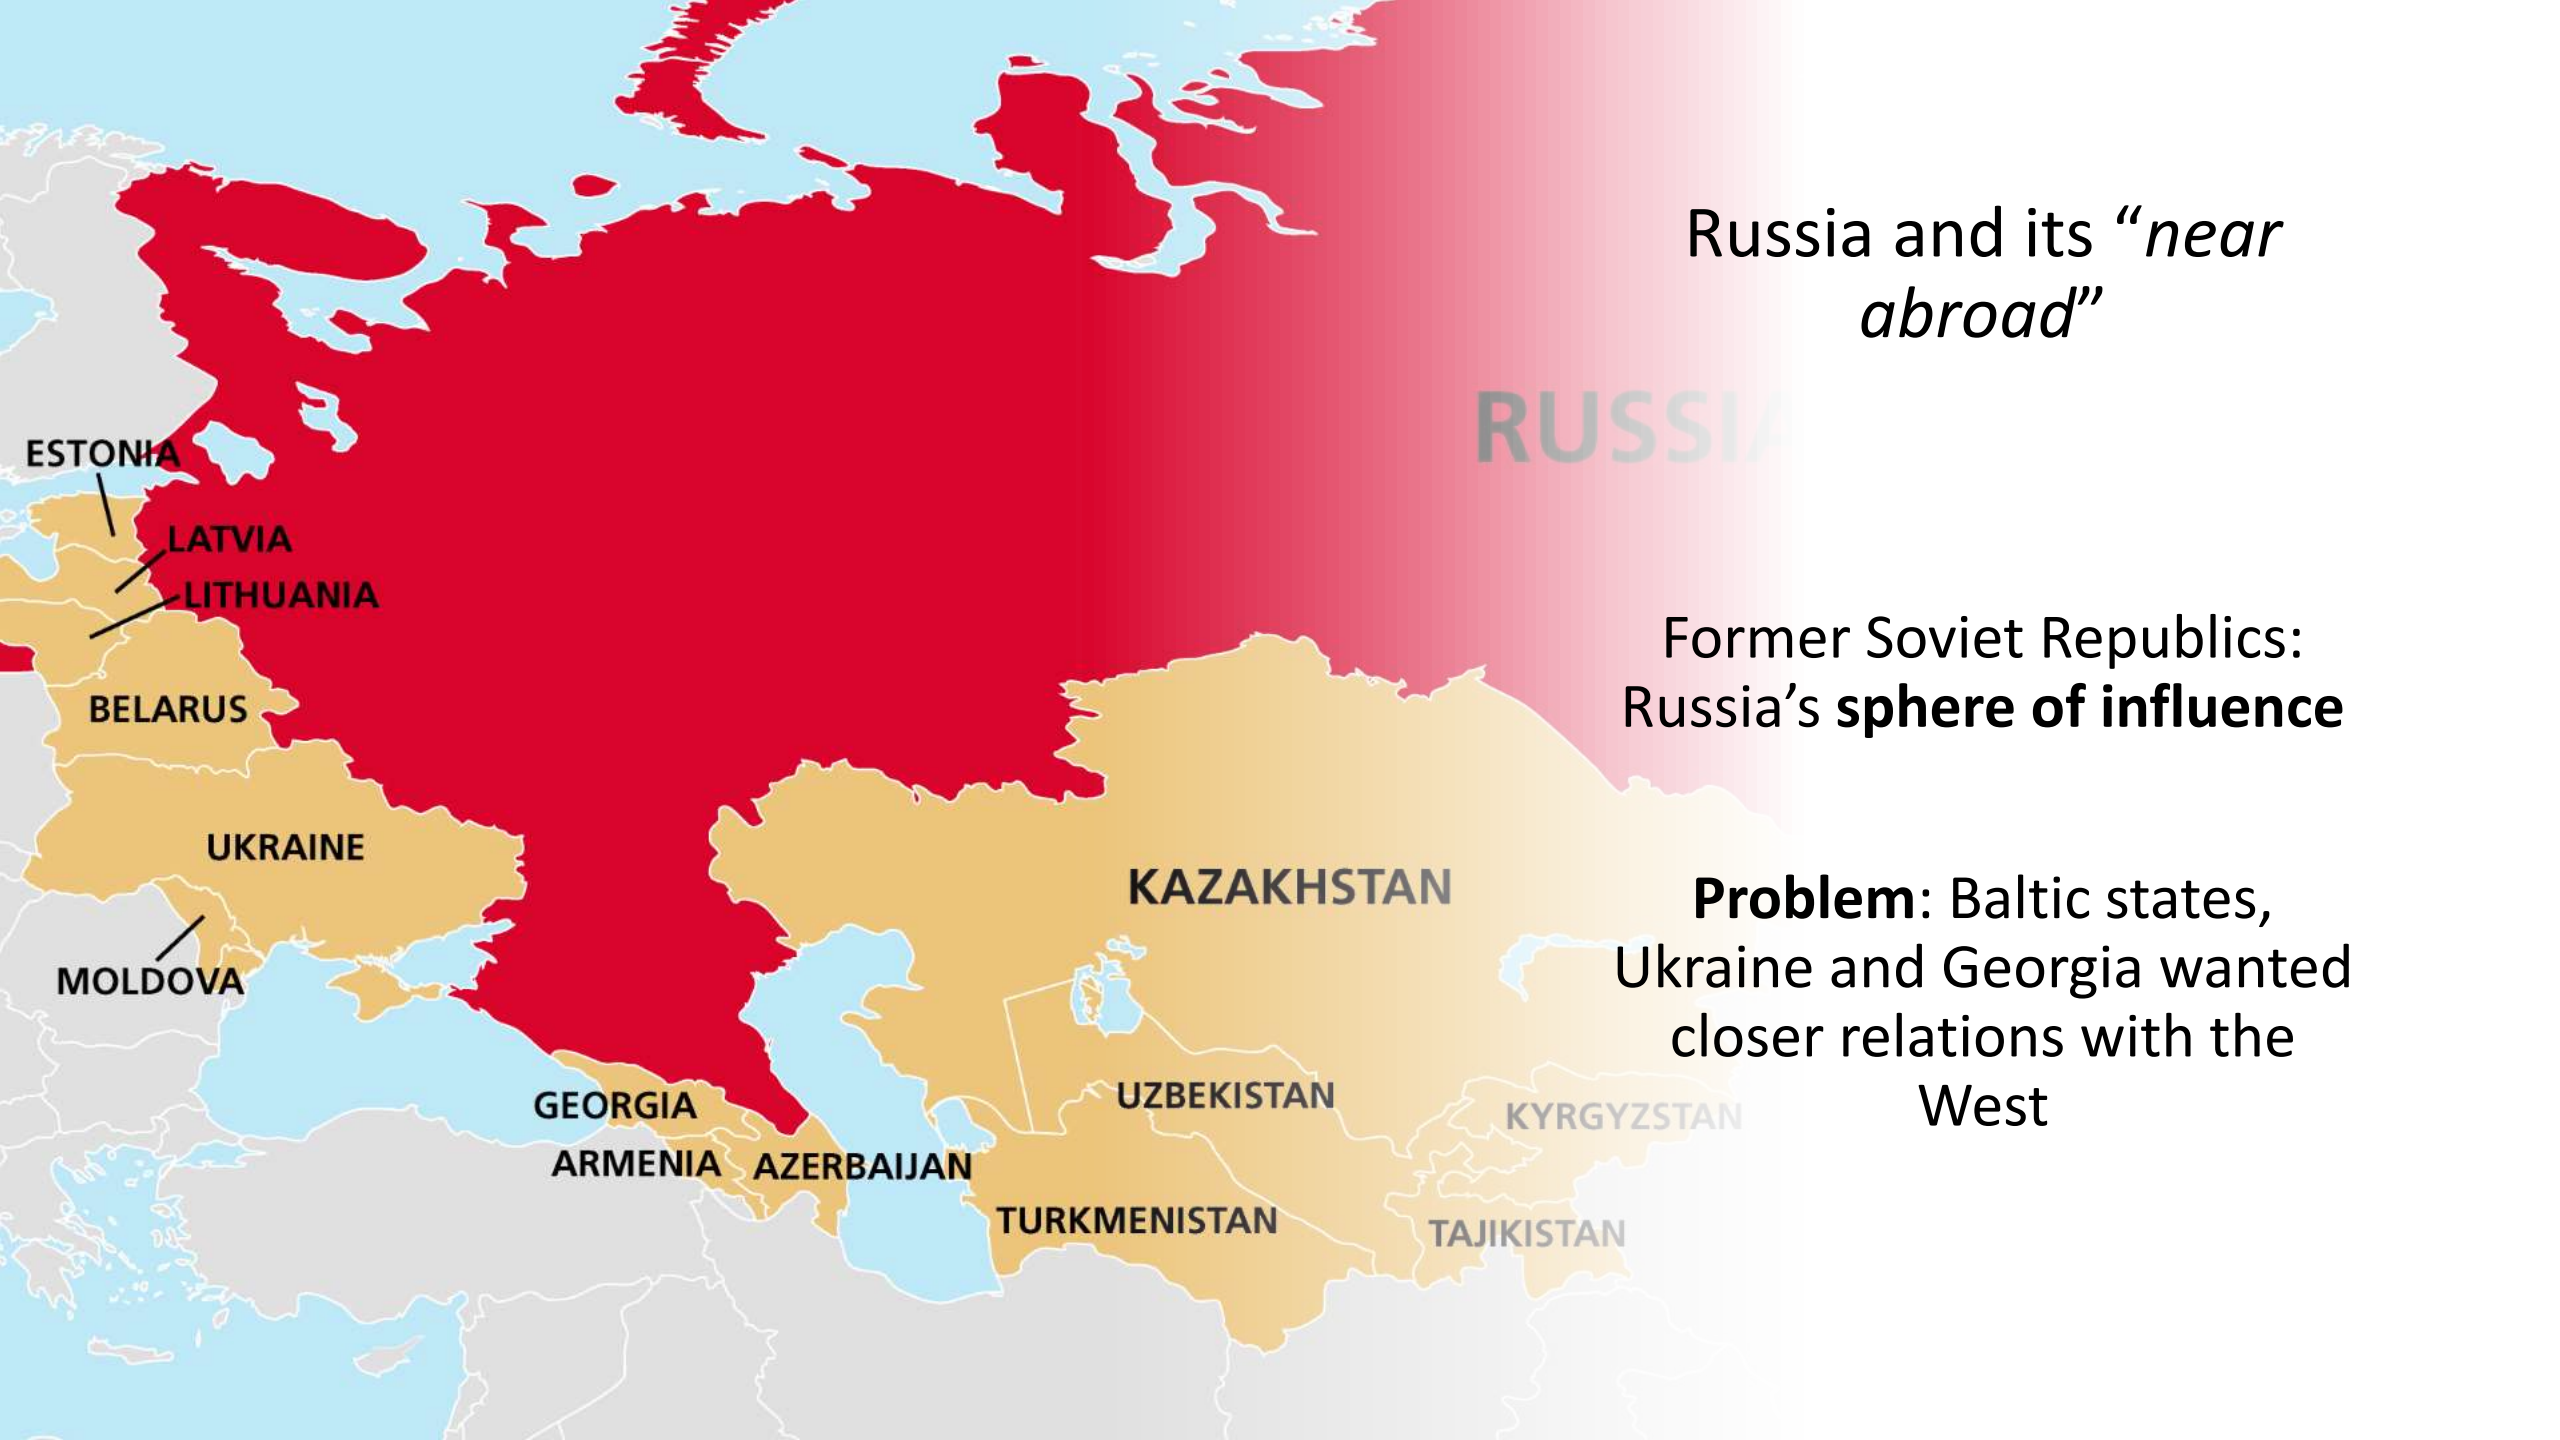 Russia and its “near
abroad”
RUSSIA
ESTONIA
LATVIA
LITHUANIA
BELARUS
UKRAINE
MOLDOVA
KAZAKHSTAN
GEORGIA
ARMENIA
AZERBAIJAN
UZBEKISTAN
TURKMENISTAN
KYRGYZSTAN
TAJIKISTAN
Former Soviet Republics:
Russia’s sphere of influence
Problem: Baltic states,
Ukraine and Georgia wanted
closer relations with the
West